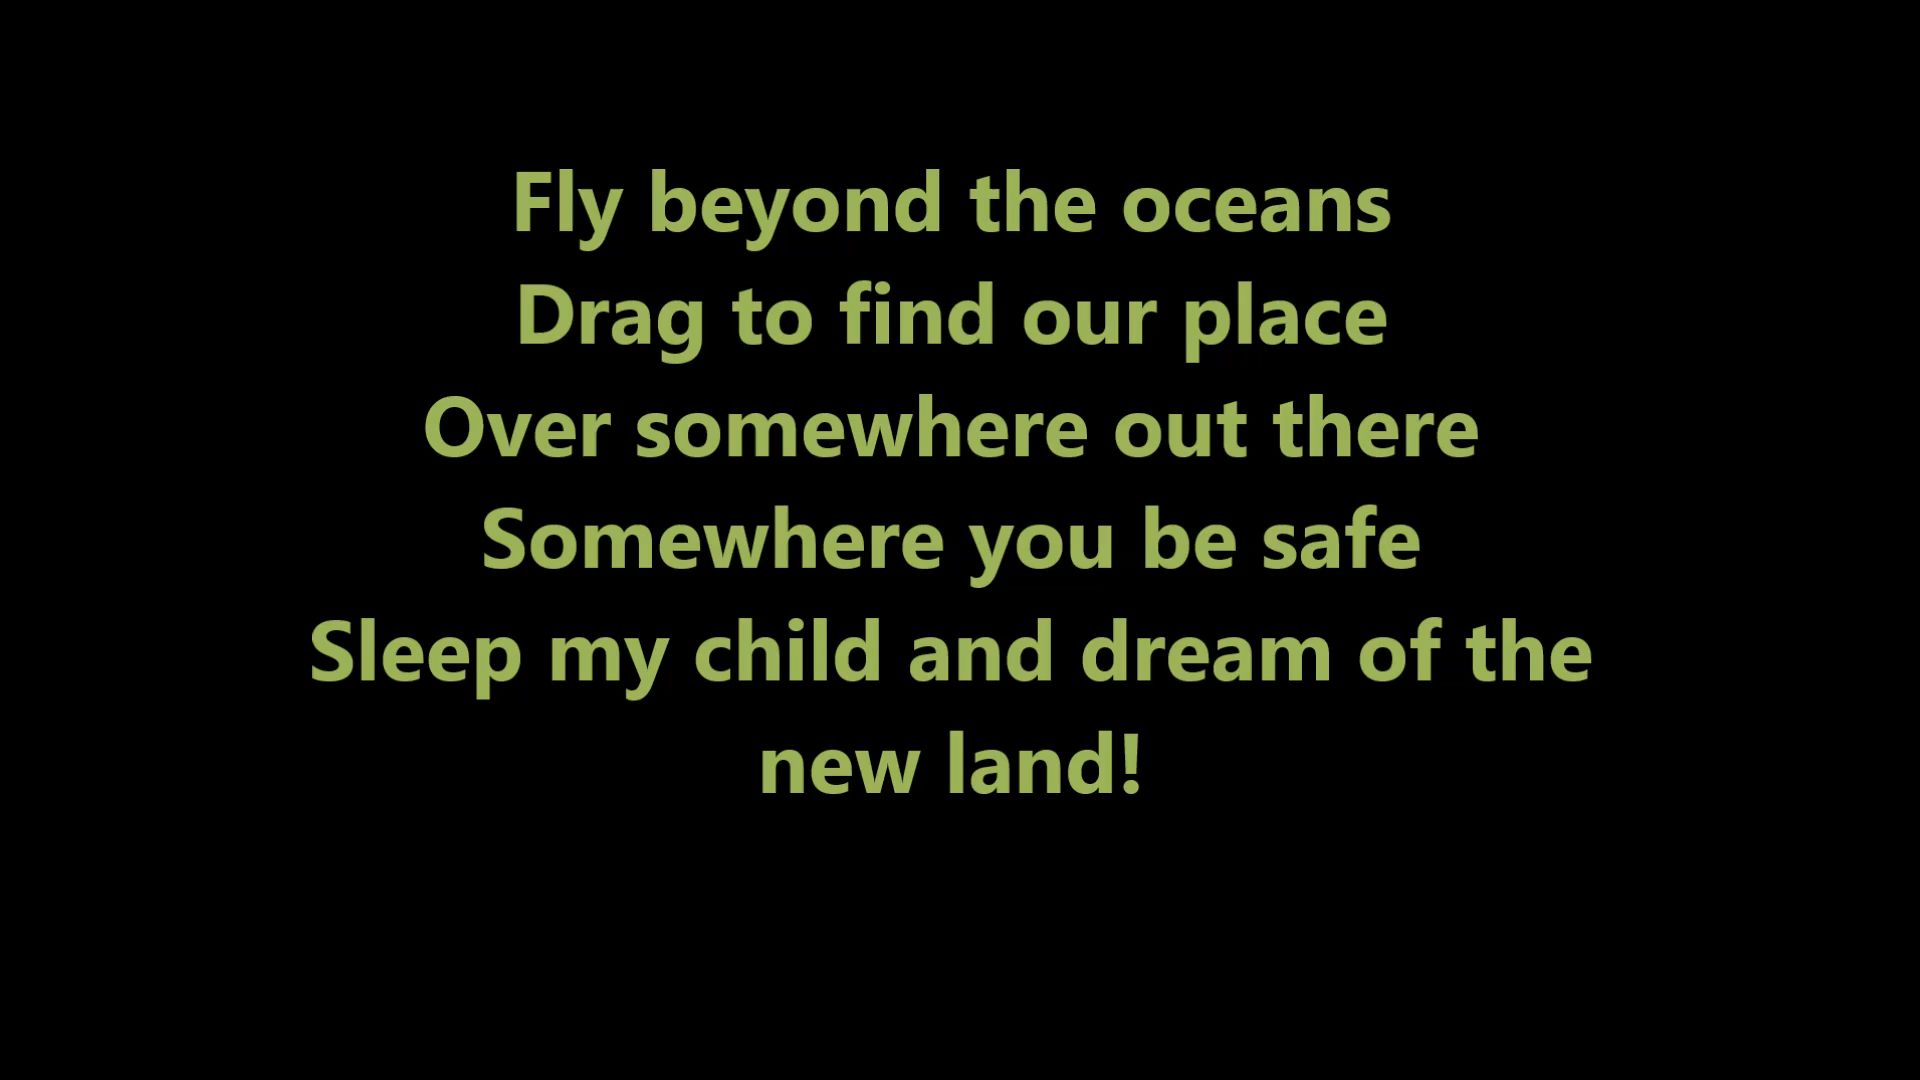 Fly beyond the oceans
Drag to find our place
Over somewhere out there
Somewhere you be safe
Sleep my child and dream of the
new land!